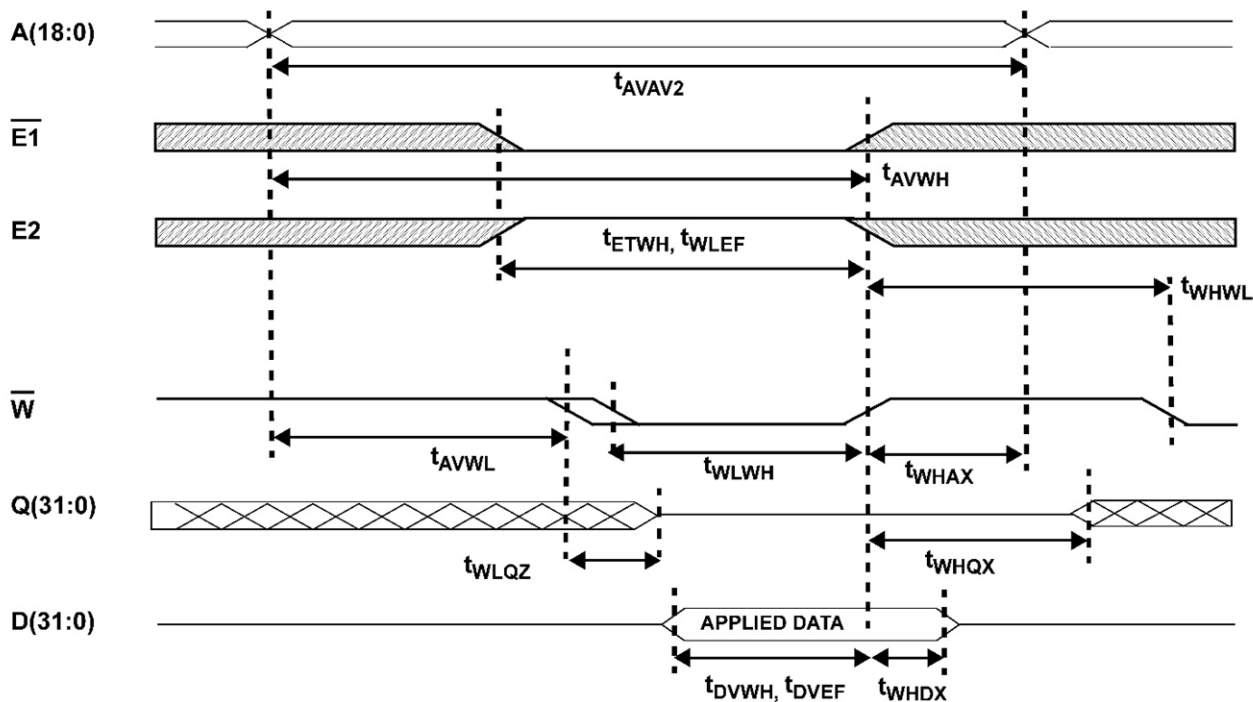 A(18:0)
tAVAV2
E1
tAVWH
E2
tETWH, tWLEF
tWHWL
W
tAVWL
tWLWH
tWHAX
Q(31:0)
tWLQZ
tWHQX
D(31:0)
APPLIED DATA
tDVWH, tDVEF
tWHDX